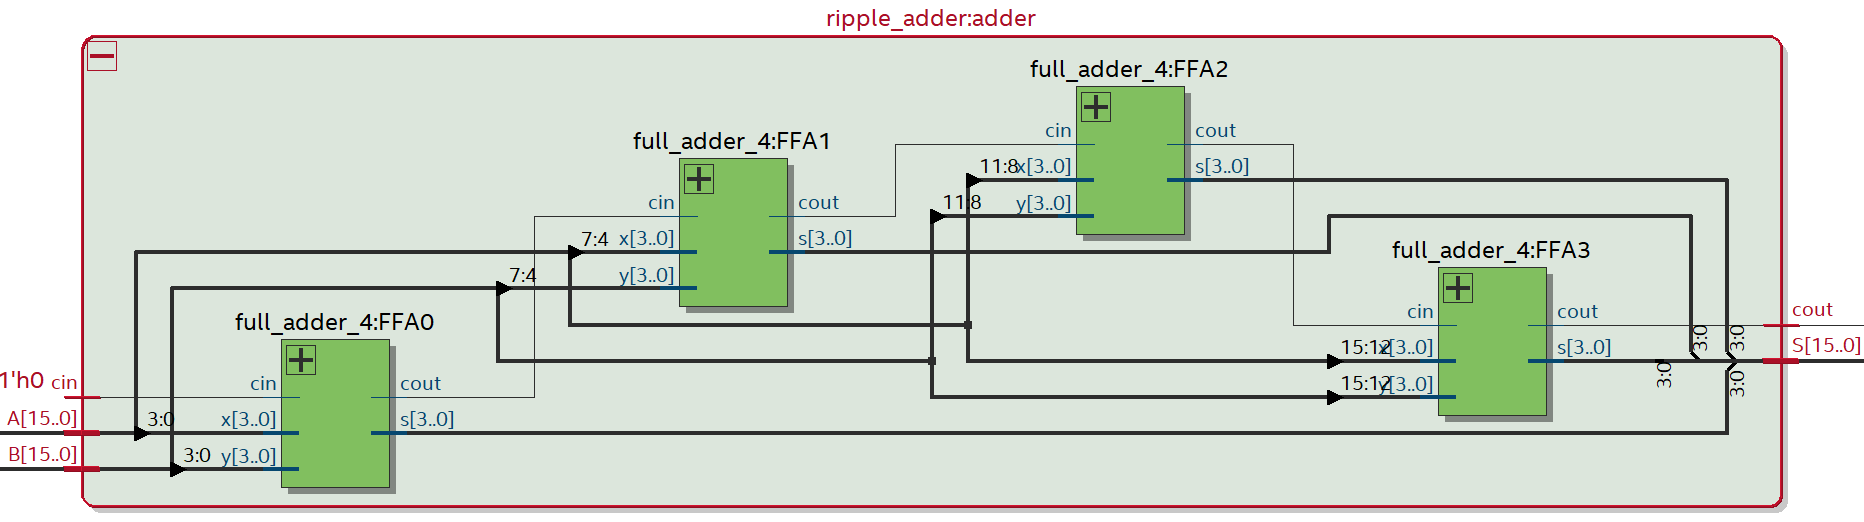 ripple_adder:adder
full_adder_4:FFA2
cin
cout
11:8
x[3..0]
s[3..0]
11:8
y[3..0]
full_adder_4:FFA1
cin
cout
7:4
x[3..0]
s[3..0]
7:4
y[3..0]
full_adder_4:FFA3
cin
cout
15:12
x[3..0]
s[3..0]
15:12
y[3..0]
3:0
3:0
3:0
3:0
cout
S[15..0]
full_adder_4:FFA0
1'h0
cin
cin
cout
A[15..0]
3:0
x[3..0]
s[3..0]
B[15..0]
3:0
y[3..0]